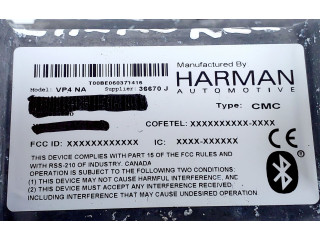 T00BE060371415
Manufactured By
HARMAN
AUTOMOTIVE
Model: VP4 NA Supplier: 36670 J
Type: CMC
COFETEL: XXXXXXXXXX-XXXX
FCC ID: XXXXXXXXXX IC: XXXX-XXXXXX
THIS DEVICE COMPLIES WITH PART 15 OF THE FCC RULES AND
WITH RSS-210 OF INDUSTRY, CANADA
OPERATION IS SUBJECT TO THE FOLLOWING TWO CONDITIONS:
(1) THIS DEVICE MAY NOT CAUSE HARMFUL INTERFERENCE, AND
(2) THIS DEVICE MUST ACCEPT ANY INTERFERENCE RECEIVED,
INCLUDING INTERFERENCE THAT MAY CAUSE UNDESIRED OPERATION
CE